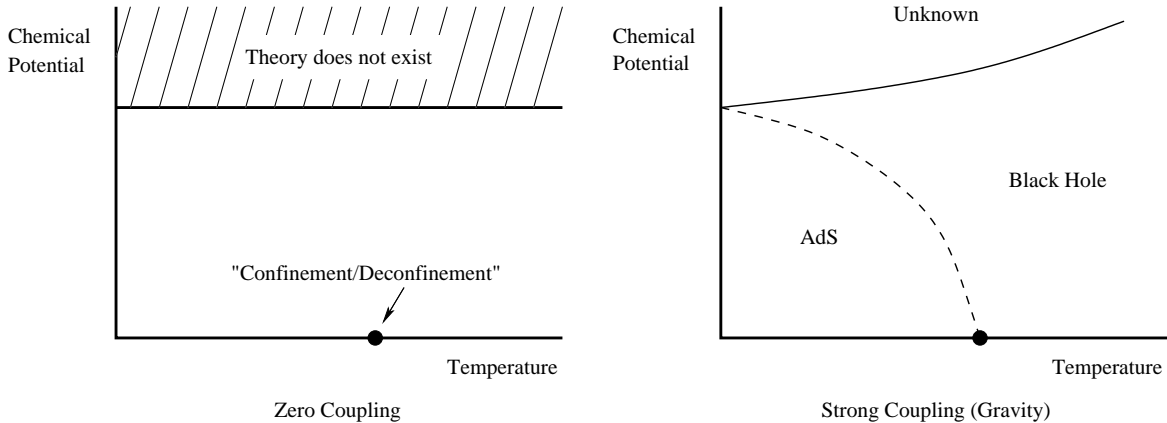 Chemical
Potential
Theory does not exist
"Confinement/Deconfinement"
Temperature
Zero Coupling
Unknown
Chemical
Potential
Black Hole
AdS
Temperature
Strong Coupling (Gravity)